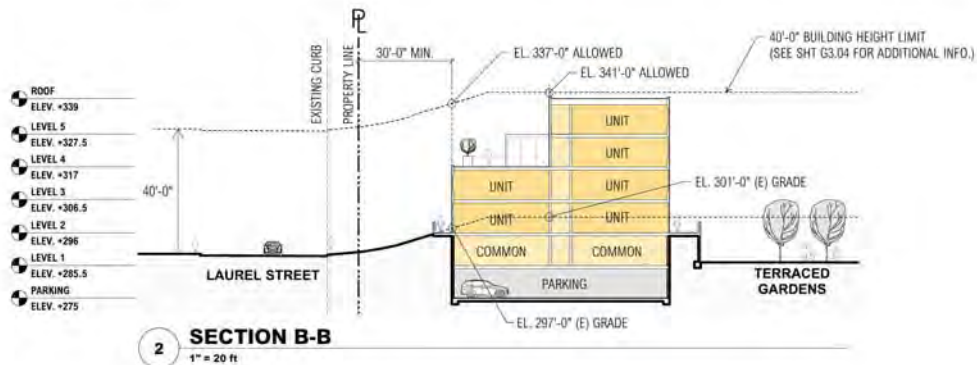 PL
EXISTING CURB
PROPERTY LINE
30'-0" MIN.
EL. 337'-0" ALLOWED
EL. 341'-0" ALLOWED
40'-0" BUILDING HEIGHT LIMIT
(SEE SHT G3.04 FOR ADDITIONAL INFO.)
ROOF
ELEV. +339
LEVEL 5
ELEV. +327.5
LEVEL 4
ELEV. +317
LEVEL 3
ELEV. +306.5
LEVEL 2
ELEV. +296
LEVEL 1
ELEV. +285.5
PARKING
ELEV. +275
40'-0"
UNIT
UNIT
UNIT UNIT
UNIT UNIT
COMMON COMMON
PARKING
EL. 301'-0" (E) GRADE
EL. 297'-0" (E) GRADE
LAUREL STREET
TERRACED
GARDENS
2 SECTION B-B
1" = 20 ft